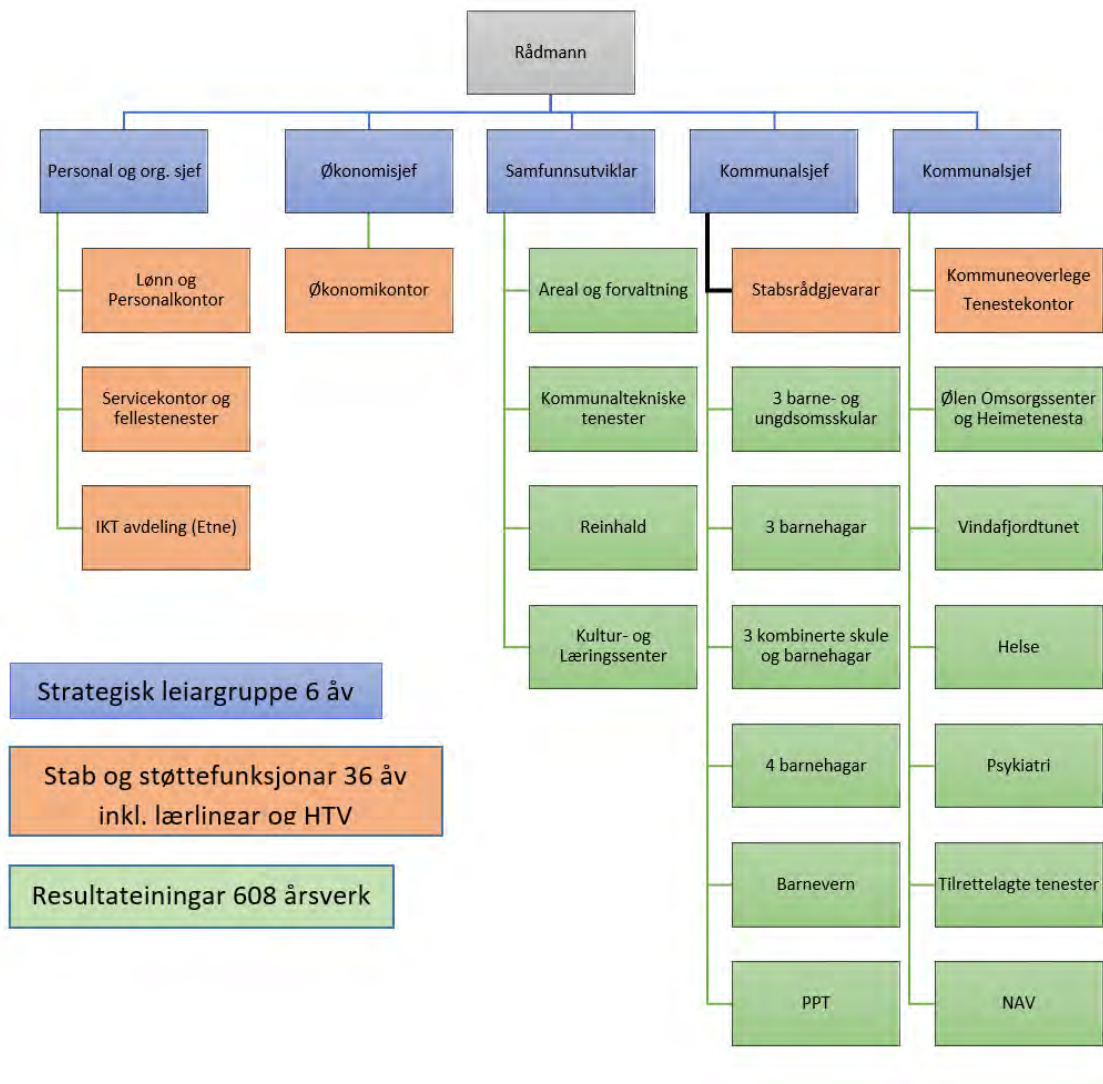 Rådmann
Personal og org. sjef
Økonomisjef
Samfunnsutviklar
Kommunalsjef
Kommunalsjef
Lønn og
Personalkontor
Økonomikontor
Areal og forvaltning
Stabsrådgjevarar
Kommuneoverlege
Tenestekontor
Servicekontor og
fellestenester
Kommunaltekniske
tenester
3 barne- og
ungdsomsskular
Ølen Omsorgssenter
og Heimetenesta
IKT avdeling (Etne)
Reinhald
3 barnehagar
Vindafjordtunet
Kultur- og
Læringssenter
3 kombinerte skule
og barnehagar
Helse
Strategisk leiargruppe 6 åv
4 barnehagar
Psykiatri
Stab og støttefunksjonar 36 åv
inkl. lærlingar og HTV
Barnevern
Tilrettelagte tenester
Resultateiningar 608 årsverk
PPT
NAV